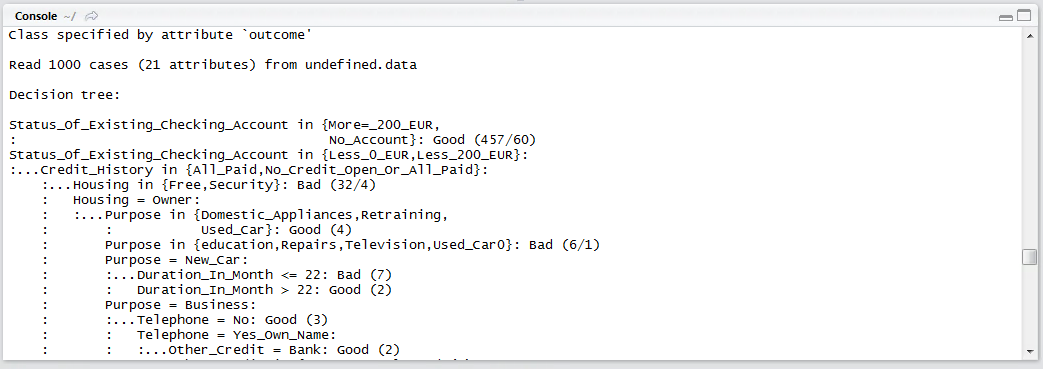 Console ~/
Class specified by attribute `outcome'
Read 1000 cases (21 attributes) from undefined.data
Decision tree:
Status_Of_Existing_Checking_Account in {More=_200_EUR,
:                                       No_Account}: Good (457/60)
Status_Of_Existing_Checking_Account in {Less_0_EUR,Less_200_EUR}:
:...Credit_History in {All_Paid,No_Credit_Open_Or_All_Paid}:
    :...Housing in {Free,Security}: Bad (32/4)
    :   Housing = Owner:
    :   :...Purpose in {Domestic_Appliances,Retraining,
    :       :           Used_Car}: Good (4)
    :       Purpose in {education,Repairs,Television,Used_Car0}: Bad (6/1)
    :       Purpose = New_Car:
    :       :...Duration_In_Month <= 22: Bad (7)
    :       :   Duration_In_Month > 22: Good (2)
    :       Purpose = Business:
    :       :...Telephone = No: Good (3)
    :       :   Telephone = Yes_Own_Name:
    :       :   :...Other_Credit = Bank: Good (2)